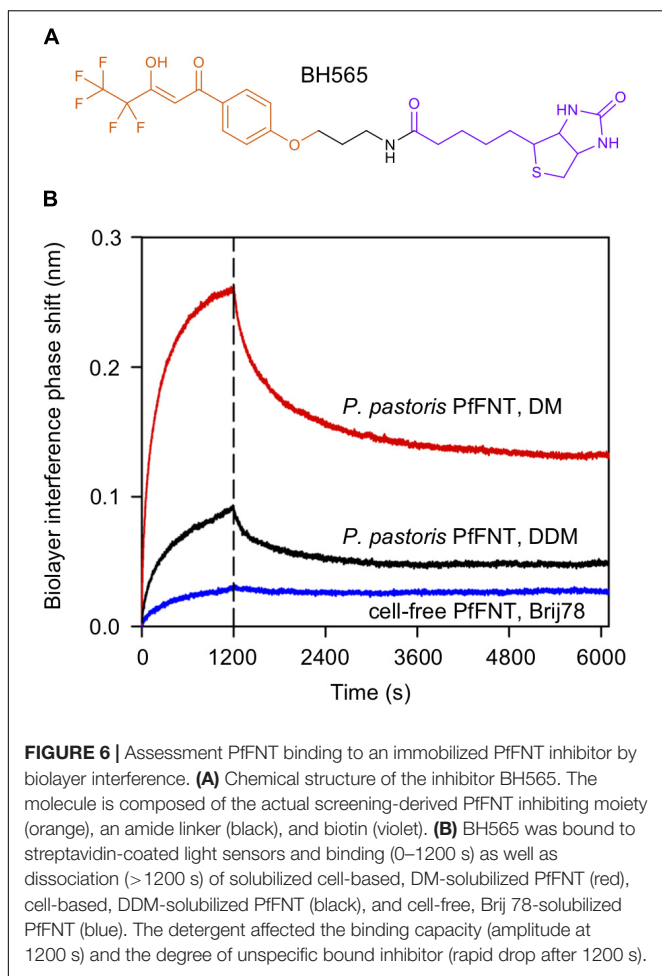 A
BH565
OH
O
F
F
F
F
F
O
N
H
O
HN
O
NH
S
B
Biolayer interference phase shift (nm)
0.3
0.2
0.1
0.0
P. pastoris PfFNT, DM
P. pastoris PfFNT, DDM
cell-free PfFNT, Brij78
0 1200 2400 3600 4800 6000
Time (s)
FIGURE 6 | Assessment PfFNT binding to an immobilized PfFNT inhibitor by
biolayer interference. (A) Chemical structure of the inhibitor BH565. The
molecule is composed of the actual screening-derived PfFNT inhibiting moiety
(orange), an amide linker (black), and biotin (violet). (B) BH565 was bound to
streptavidin-coated light sensors and binding (0–1200 s) as well as
dissociation (>1200 s) of solubilized cell-based, DM-solubilized PfFNT (red),
cell-based, DDM-solubilized PfFNT (black), and cell-free, Brij 78-solubilized
PfFNT (blue). The detergent affected the binding capacity (amplitude at
1200 s) and the degree of unspecific bound inhibitor (rapid drop after 1200 s).